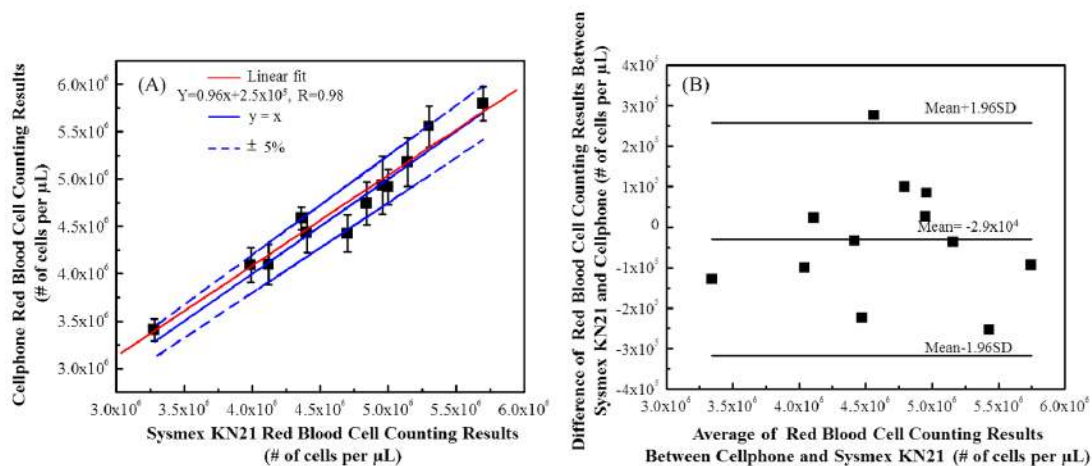 (A)
Linear fit
Y=0.96x+2.5x10⁵, R=0.98
y = x
± 5%
6.0x10⁶
5.5x10⁶
5.0x10⁶
4.5x10⁶
4.0x10⁶
3.5x10⁶
3.0x10⁶
Cellphone Red Blood Cell Counting Results
(# of cells per µL)
3.0x10⁶ 4.0x10⁶ 4.5x10⁶ 5.0x10⁶ 5.5x10⁶ 6.0x10⁶
Sysmex KN21 Red Blood Cell Counting Results
(# of cells per µL)
(B)
Difference of Red Blood Cell Counting Results Between
Sysmex KN21 and Cellphone (# of cells per µL)
4x10⁵
3x10⁵
2x10⁵
1x10⁵
0
-1x10⁵
-2x10⁵
-3x10⁵
-4x10⁵
Mean+1.96SD
Mean= -2.9x10⁴
Mean-1.96SD
3.0x10⁶ 3.5x10⁶ 4.0x10⁶ 4.5x10⁶ 5.0x10⁶ 5.5x10⁶ 6.0x10⁶
Average of Red Blood Cell Counting Results
Between Cellphone and Sysmex KN21 (# of cells per µL)